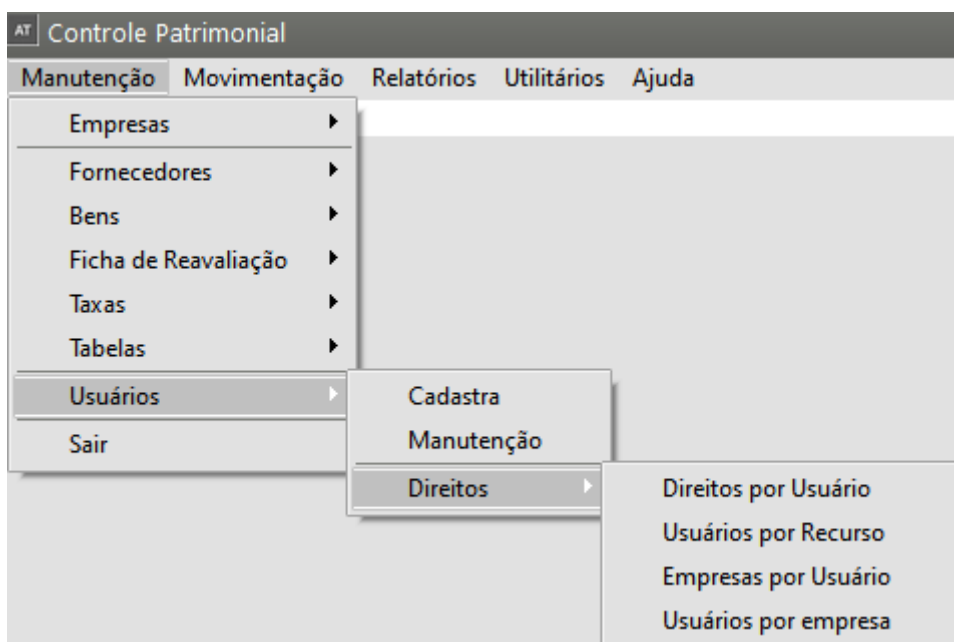 AT Controle Patrimonial
Manutenção Movimentação Relatórios Utilitários Ajuda
Empresas
Fornecedores
Bens
Ficha de Reavaliação
Taxas
Tabelas
Usuários
Sair
Cadastra
Manutenção
Direitos
Direitos por Usuário
Usuários por Recurso
Empresas por Usuário
Usuários por empresa